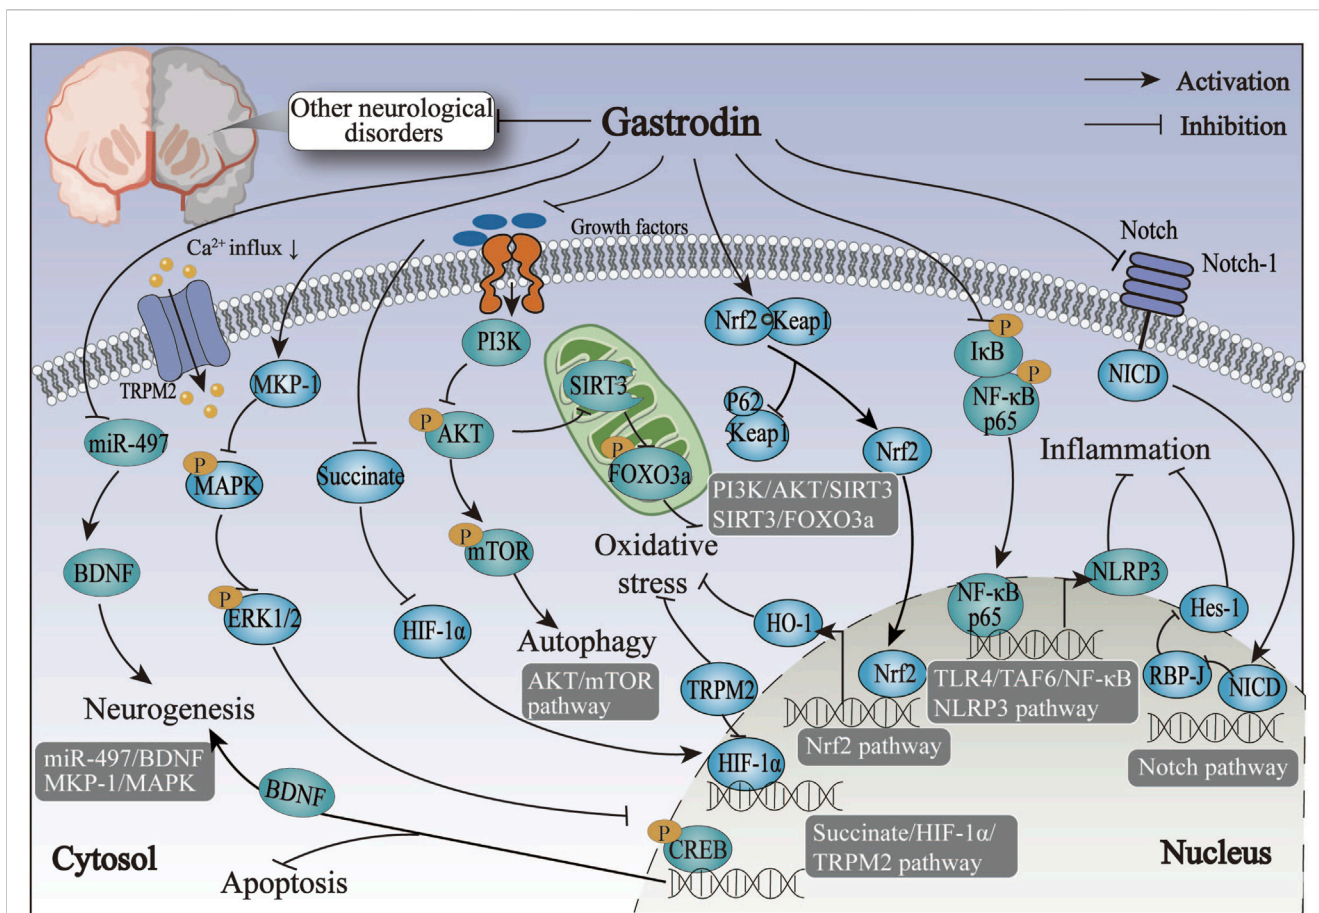 Other neurological
disorders
Gastrodin
Activation
Inhibition
Ca²⁺ influx ↓
Growth factors
Notch
Notch-1
TRPM2
MKP-1
PI3K
SIRT3
Nrf2
Keap1
P
IκB
P
NF-κB
p65
NICD
miR-497
P
MAPK
Succinate
P
AKT
P
FOXO3a
P62
Keap1
Nrf2
Inflammation
PI3K/AKT/SIRT3
SIRT3/FOXO3a
BDNF
P
ERK1/2
HIF-1α
P
mTOR
Oxidative
stress
HO-1
NF-κB
p65
NLRP3
Hes-1
Autophagy
AKT/mTOR
pathway
TRPM2
Nrf2
TLR4/TAF6/NF-κB
NLRP3 pathway
RBP-J
NICD
Neurogenesis
miR-497/BDNF
MKP-1/MAPK
Nrf2 pathway
Notch pathway
HIF-1α
BDNF
P
CREB
Succinate/HIF-1α/
TRPM2 pathway
Cytosol
Apoptosis
Nucleus